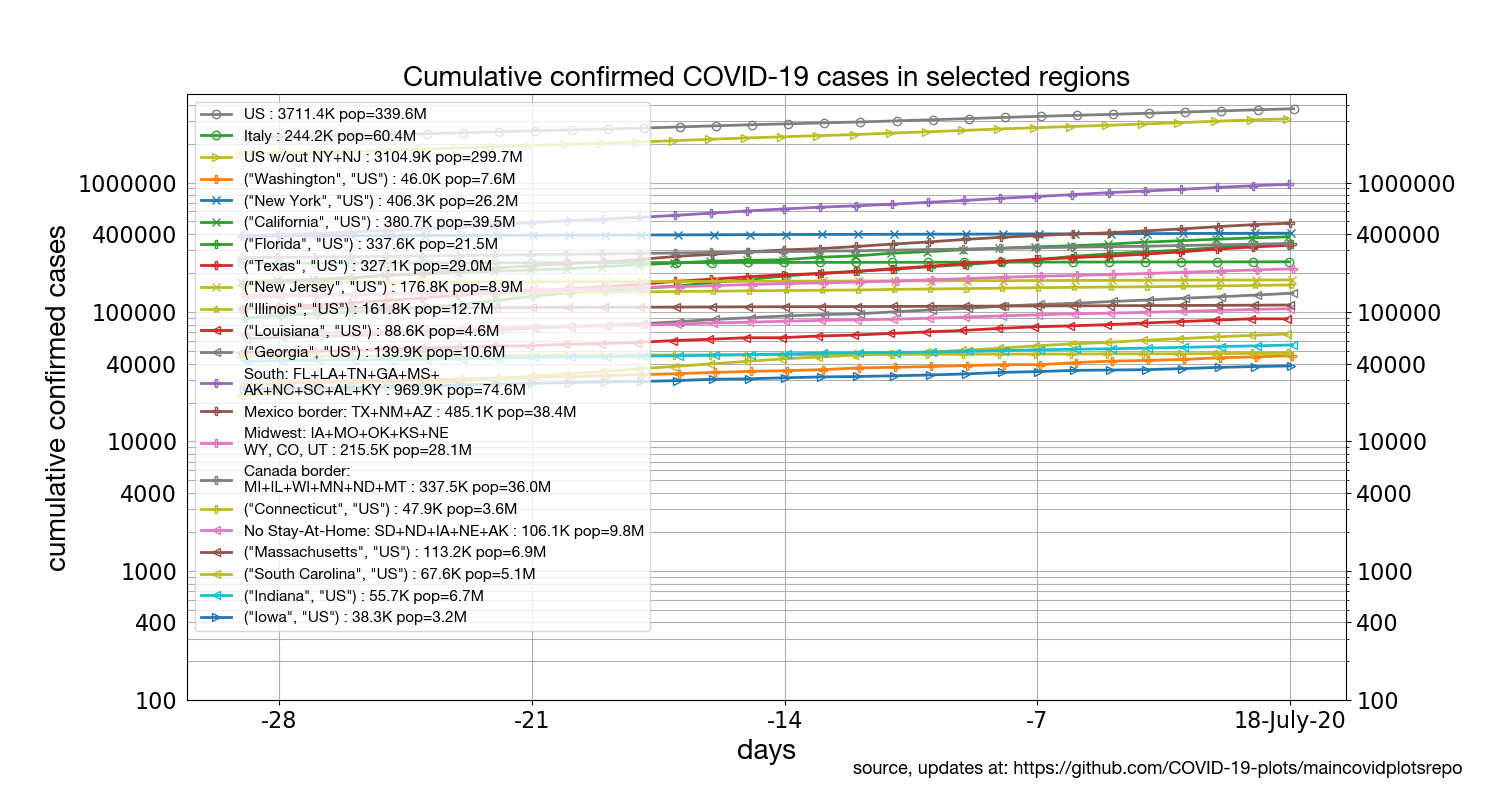 Cumulative confirmed COVID-19 cases in selected regions
US : 3711.4K pop=339.6M
Italy : 244.2K pop=60.4M
US w/out NY+NJ : 3104.9K pop=299.7M
("Washington", "US") : 46.0K pop=7.6M
("New York", "US") : 406.3K pop=26.2M
("California", "US") : 380.7K pop=39.5M
("Florida", "US") : 337.6K pop=21.5M
("Texas", "US") : 327.1K pop=29.0M
("New Jersey", "US") : 176.8K pop=8.9M
("Illinois", "US") : 161.8K pop=12.7M
("Louisiana", "US") : 88.6K pop=4.6M
("Georgia", "US") : 139.9K pop=10.6M
South: FL+LA+TN+GA+MS+
AK+NC+SC+AL+KY : 969.9K pop=74.6M
Mexico border: TX+NM+AZ : 485.1K pop=38.4M
Midwest: IA+MO+OK+KS+NE
WY, CO, UT : 215.5K pop=28.1M
Canada border:
MI+IL+WI+MN+ND+MT : 337.5K pop=36.0M
("Connecticut", "US") : 47.9K pop=3.6M
No Stay-At-Home: SD+ND+IA+NE+AK : 106.1K pop=9.8M
("Massachusetts", "US") : 113.2K pop=6.9M
("South Carolina", "US") : 67.6K pop=5.1M
("Indiana", "US") : 55.7K pop=6.7M
("Iowa", "US") : 38.3K pop=3.2M
cumulative confirmed cases
1000000
400000
100000
40000
10000
4000
1000
400
100
1000000
400000
100000
40000
10000
4000
1000
400
100
-28
-21
-14
-7
18-July-20
days
source, updates at: https://github.com/COVID-19-plots/maincovidplotsrepo